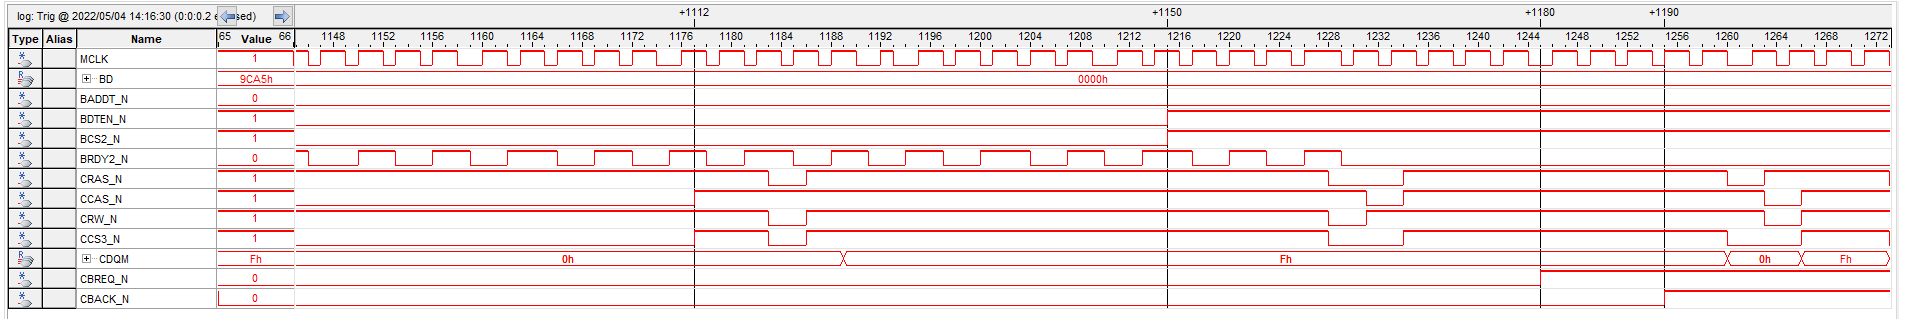 log: Trig @ 2022/05/04 14:16:30 (0:0:0.2 sed)
+1112 +1150 +1180 +1190
Type Alias Name 65 Value 66 1148 1152 1156 1160 1164 1168 1172 1176 1180 1184 1188 1192 1196 1200 1204 1208 1212 1216 1220 1224 1228 1232 1236 1240 1244 1248 1252 1256 1260 1264 1268 1272
MCLK 1
BD 9CA5h 0000h
BADDT_N 0
BDTEN_N 1
BCS2_N 1
BRDY2_N 0
CRAS_N 1
CCAS_N 1
CRW_N 1
CCS3_N 1
CDQM Fh 0h Fh 0h Fh
CBREQ_N 0
CBACK_N 0